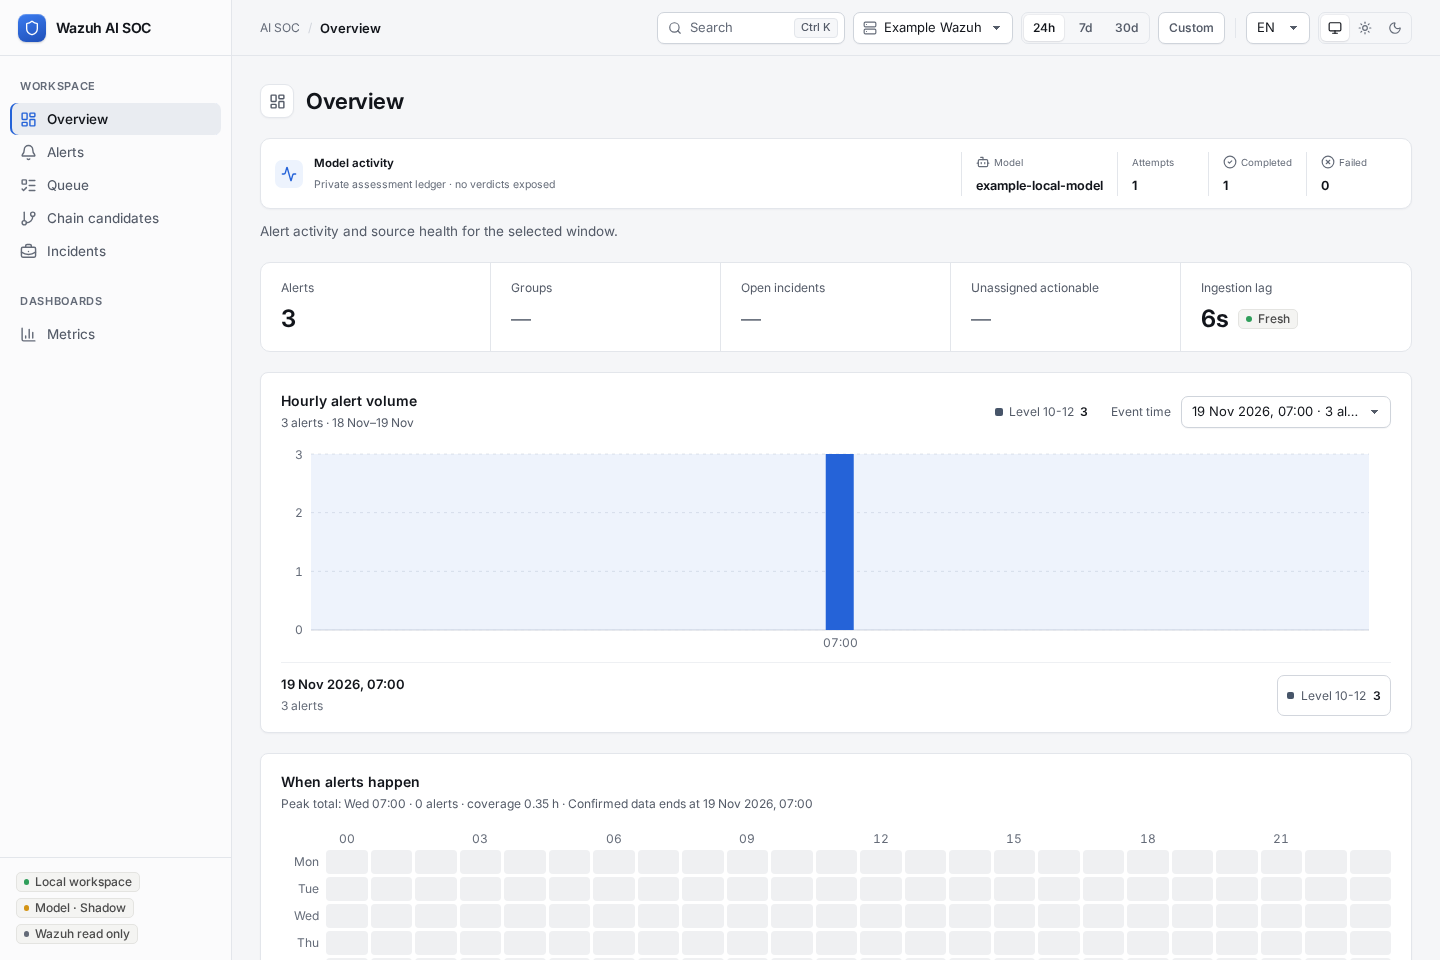 Wazuh AI SOC
AI SOC / Overview
Search Ctrl K
Example Wazuh
24h 7d 30d
Custom
EN
WORKSPACE
Overview
Alerts
Queue
Chain candidates
Incidents
DASHBOARDS
Metrics
Local workspace
Model · Shadow
Wazuh read only
Overview
Model activity
Private assessment ledger · no verdicts exposed
Model
example-local-model
Attempts
1
Completed
1
Failed
0
Alert activity and source health for the selected window.
Alerts
3
Groups
—
Open incidents
—
Unassigned actionable
—
Ingestion lag
6s Fresh
Hourly alert volume
3 alerts · 18 Nov–19 Nov
Level 10-12 3
Event time
19 Nov 2026, 07:00 · 3 al...
3
2
1
0
07:00
19 Nov 2026, 07:00
3 alerts
Level 10-12 3
When alerts happen
Peak total: Wed 07:00 · 0 alerts · coverage 0.35 h · Confirmed data ends at 19 Nov 2026, 07:00
00 03 06 09 12 15 18 21
Mon
Tue
Wed
Thu